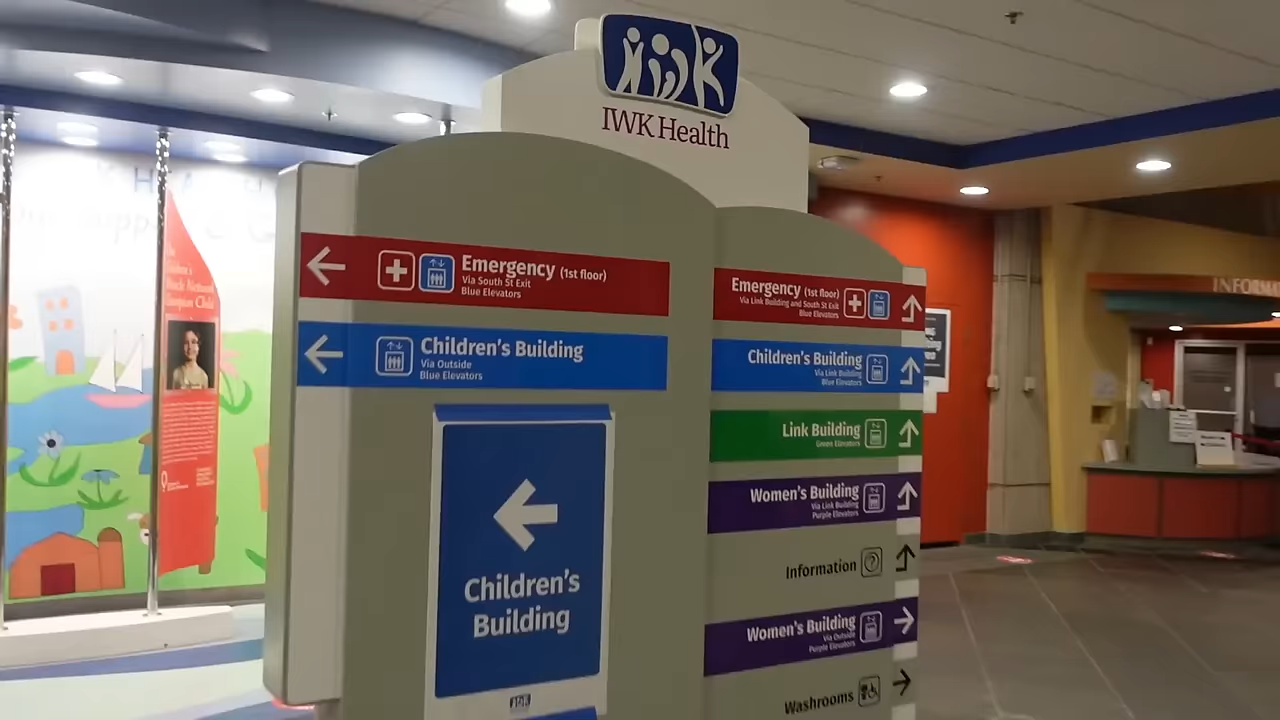 IWK
IWK Health
Emergency (1st floor)
Via South St Exit
Blue Elevators
Children's Building
Via Outside
Blue Elevators
Children's
Building
IWK
Emergency (1st floor)
Via Link Building and South St Exit
Blue Elevators
Children's Building
Via Link Building
Blue Elevators
Link Building
Green Elevators
Women's Building
Via Link Building
Purple Elevators
Information
?
Women's Building
Via Outside
Purple Elevators
Washrooms